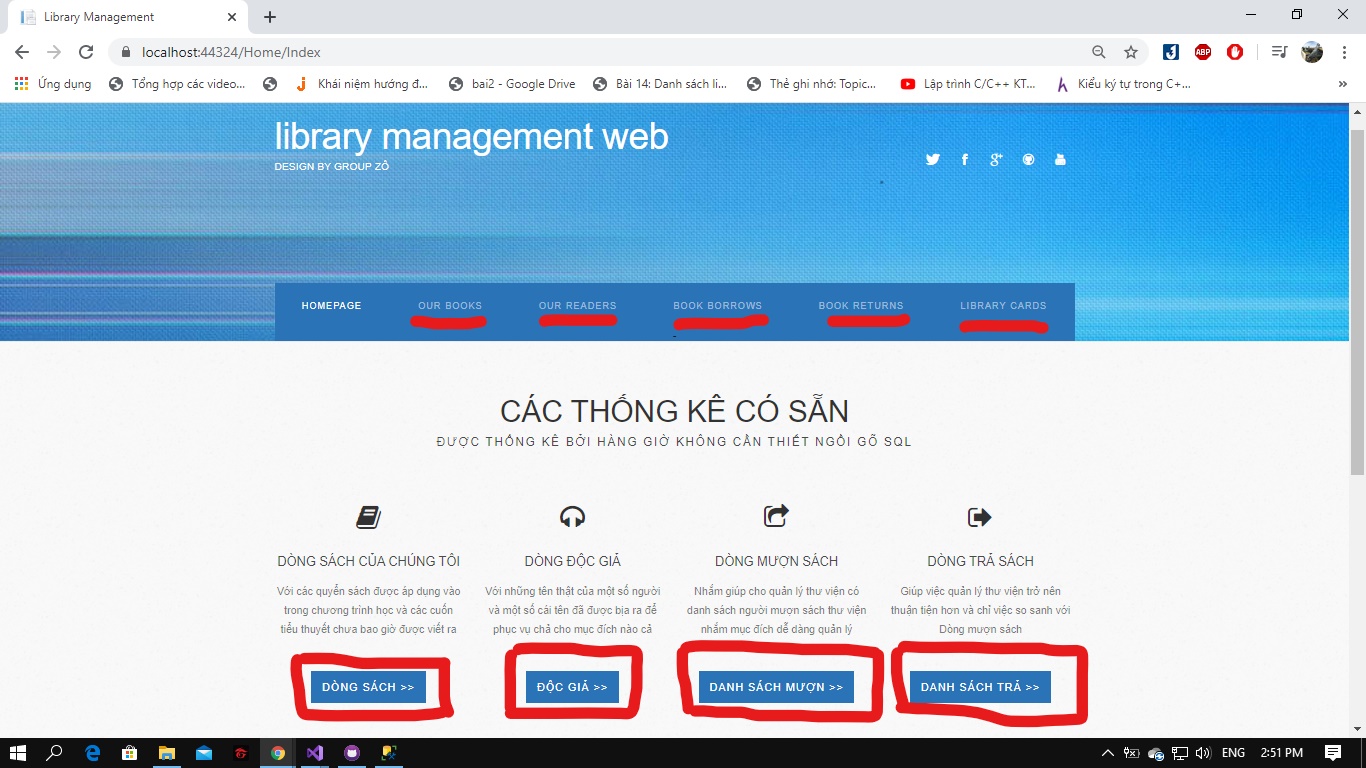 Library Management
localhost:44324/Home/Index
ABP
Ứng dụng
Tổng hợp các video...
Khái niệm hướng đ...
bai2 - Google Drive
Bài 14: Danh sách li...
Thẻ ghi nhớ: Topic...
Lập trình C/C++ KT...
Kiểu ký tự trong C+...
»
library management web
DESIGN BY GROUP ZÔ
HOMEPAGE OUR BOOKS OUR READERS BOOK BORROWS BOOK RETURNS LIBRARY CARDS
CÁC THỐNG KÊ CÓ SẴN
ĐƯỢC THỐNG KÊ BỞI HÀNG GIỜ KHÔNG CẦN THIẾT NGỒI GÕ SQL
DÒNG SÁCH CỦA CHÚNG TÔI
Với các quyển sách được áp dụng vào
trong chương trình học và các cuốn
tiểu thuyết chưa bao giờ được viết ra
DÒNG SÁCH >>
DÒNG ĐỘC GIẢ
Với những tên thật của một số người
và một số cái tên đã được bịa ra để
phục vụ chả cho mục đích nào cả
ĐỘC GIẢ >>
DÒNG MƯỢN SÁCH
Nhằm giúp cho quản lý thư viện có
danh sách người mượn sách thư viện
nhằm mục đích dễ dàng quản lý
DANH SÁCH MƯỢN >>
DÒNG TRẢ SÁCH
Giúp việc quản lý thư viện trở nên
thuận tiện hơn và chỉ việc so sanh với
Dòng mượn sách
DANH SÁCH TRẢ >>
ENG
2:51 PM